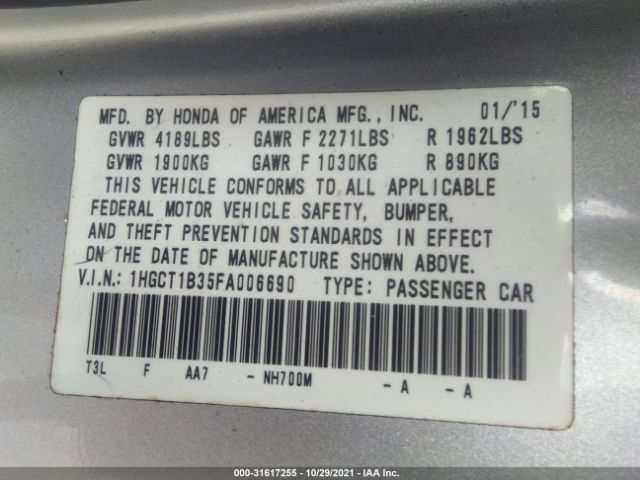 MFD. BY HONDA OF AMERICA MFG., INC. 01/'15
GVWR 4189LBS GAWR F 2271LBS R 1962LBS
GVWR 1900KG GAWR F 1030KG R 890KG
THIS VEHICLE CONFORMS TO ALL APPLICABLE
FEDERAL MOTOR VEHICLE SAFETY, BUMPER,
AND THEFT PREVENTION STANDARDS IN EFFECT
ON THE DATE OF MANUFACTURE SHOWN ABOVE.
V.I.N.: 1HGCT1B35FA006690 TYPE: PASSENGER CAR
T3L F AA7 - NH700M - A - A
000-31617255 - 10/29/2021 - IAA Inc.